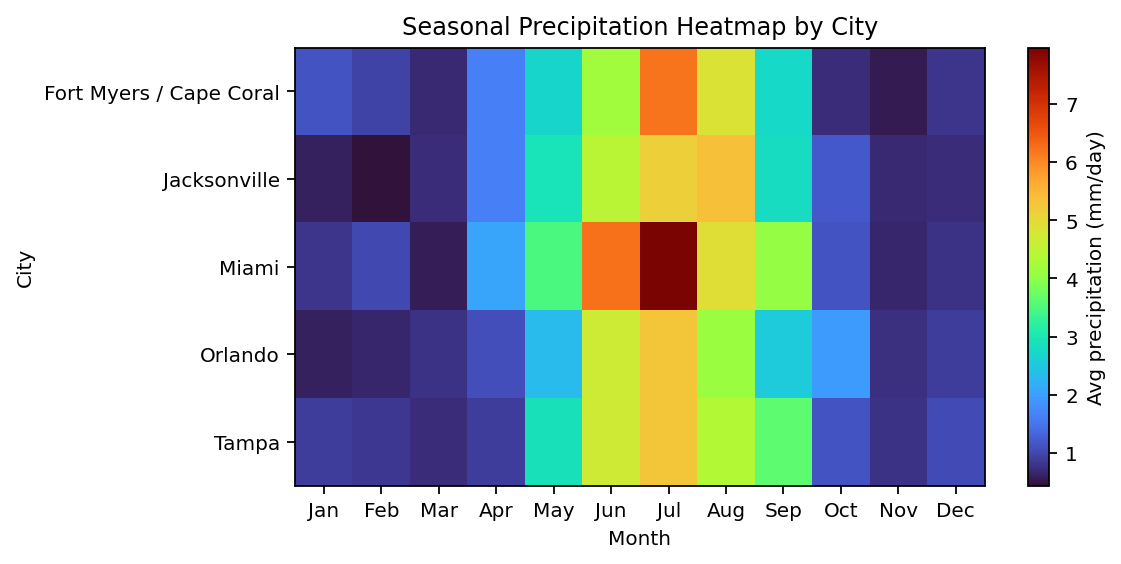 Seasonal Precipitation Heatmap by City
City
Fort Myers / Cape Coral
Jacksonville
Miami
Orlando
Tampa
Jan Feb Mar Apr May Jun Jul Aug Sep Oct Nov Dec
Month
7
6
5
4
3
2
1
Avg precipitation (mm/day)